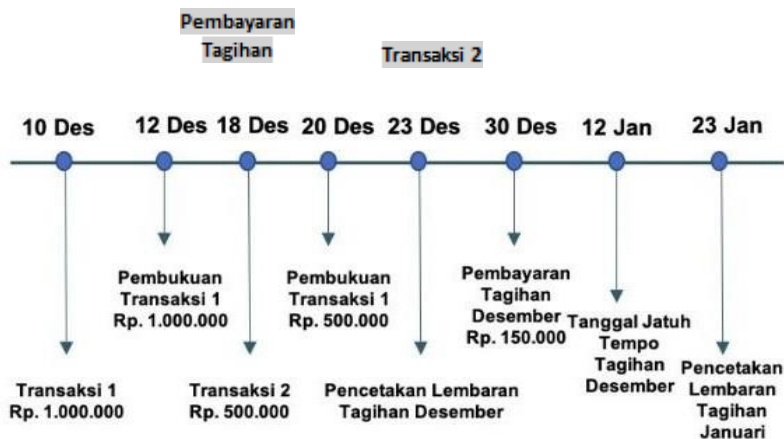 Pembayaran
Tagihan
Transaksi 2
10 Des
12 Des
18 Des
20 Des
23 Des
30 Des
12 Jan
23 Jan
Pembukuan
Transaksi 1
Rp. 1.000.000
Pembukuan
Transaksi 1
Rp. 500.000
Pembayaran
Tagihan
Desember
Rp. 150.000
Tanggal Jatuh
Tempo
Tagihan
Desember
Transaksi 1
Rp. 1.000.000
Transaksi 2
Rp. 500.000
Pencetakan Lembaran
Tagihan Desember
Pencetakan
Lembaran
Tagihan
Januari